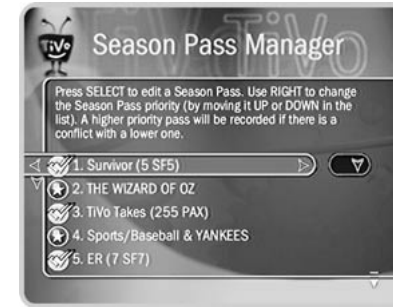 TiVo
Season Pass Manager
Press SELECT to edit a Season Pass. Use RIGHT to change
the Season Pass priority (by moving it UP or DOWN in the
list). A higher priority pass will be recorded if there is a
conflict with a lower one.
1. Survivor (5 SF5)
2. THE WIZARD OF OZ
3. TiVo Takes (255 PAX)
4. Sports/Baseball & YANKEES
5. ER (7 SF7)